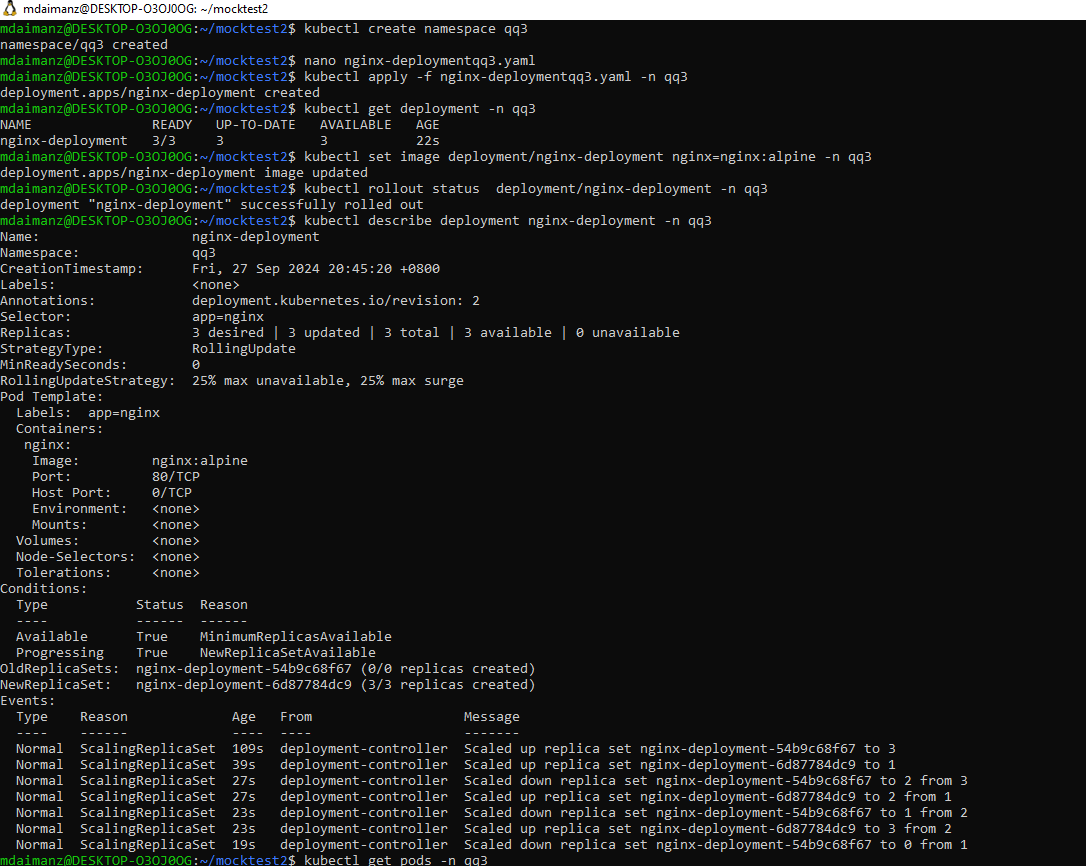 mdaimanz@DESKTOP-O3OJ0OG: ~/mocktest2
mdaimanz@DESKTOP-O3OJ0OG:~/mocktest2$ kubectl create namespace qq3
namespace/qq3 created
mdaimanz@DESKTOP-O3OJ0OG:~/mocktest2$ nano nginx-deploymentqq3.yaml
mdaimanz@DESKTOP-O3OJ0OG:~/mocktest2$ kubectl apply -f nginx-deploymentqq3.yaml -n qq3
deployment.apps/nginx-deployment created
mdaimanz@DESKTOP-O3OJ0OG:~/mocktest2$ kubectl get deployment -n qq3
NAME               READY   UP-TO-DATE   AVAILABLE   AGE
nginx-deployment   3/3     3            3           22s
mdaimanz@DESKTOP-O3OJ0OG:~/mocktest2$ kubectl set image deployment/nginx-deployment nginx=nginx:alpine -n qq3
deployment.apps/nginx-deployment image updated
mdaimanz@DESKTOP-O3OJ0OG:~/mocktest2$ kubectl rollout status  deployment/nginx-deployment -n qq3
deployment "nginx-deployment" successfully rolled out
mdaimanz@DESKTOP-O3OJ0OG:~/mocktest2$ kubectl describe deployment nginx-deployment -n qq3
Name:                   nginx-deployment
Namespace:              qq3
CreationTimestamp:      Fri, 27 Sep 2024 20:45:20 +0800
Labels:                 <none>
Annotations:            deployment.kubernetes.io/revision: 2
Selector:               app=nginx
Replicas:               3 desired | 3 updated | 3 total | 3 available | 0 unavailable
StrategyType:           RollingUpdate
MinReadySeconds:        0
RollingUpdateStrategy:  25% max unavailable, 25% max surge
Pod Template:
  Labels:  app=nginx
  Containers:
   nginx:
    Image:         nginx:alpine
    Port:          80/TCP
    Host Port:     0/TCP
    Environment:   <none>
    Mounts:        <none>
  Volumes:         <none>
  Node-Selectors:  <none>
  Tolerations:     <none>
Conditions:
  Type           Status  Reason
  ----           ------  ------
  Available      True    MinimumReplicasAvailable
  Progressing    True    NewReplicaSetAvailable
OldReplicaSets:  nginx-deployment-54b9c68f67 (0/0 replicas created)
NewReplicaSet:   nginx-deployment-6d87784dc9 (3/3 replicas created)
Events:
  Type    Reason             Age   From                   Message
  ----    ------             ----  ----                   -------
  Normal  ScalingReplicaSet  109s  deployment-controller  Scaled up replica set nginx-deployment-54b9c68f67 to 3
  Normal  ScalingReplicaSet  39s   deployment-controller  Scaled up replica set nginx-deployment-6d87784dc9 to 1
  Normal  ScalingReplicaSet  27s   deployment-controller  Scaled down replica set nginx-deployment-54b9c68f67 to 2 from 3
  Normal  ScalingReplicaSet  27s   deployment-controller  Scaled up replica set nginx-deployment-6d87784dc9 to 2 from 1
  Normal  ScalingReplicaSet  23s   deployment-controller  Scaled down replica set nginx-deployment-54b9c68f67 to 1 from 2
  Normal  ScalingReplicaSet  23s   deployment-controller  Scaled up replica set nginx-deployment-6d87784dc9 to 3 from 2
  Normal  ScalingReplicaSet  19s   deployment-controller  Scaled down replica set nginx-deployment-54b9c68f67 to 0 from 1
mdaimanz@DESKTOP-O3OJ0OG:~/mocktest2$ kubectl get pods -n qq3